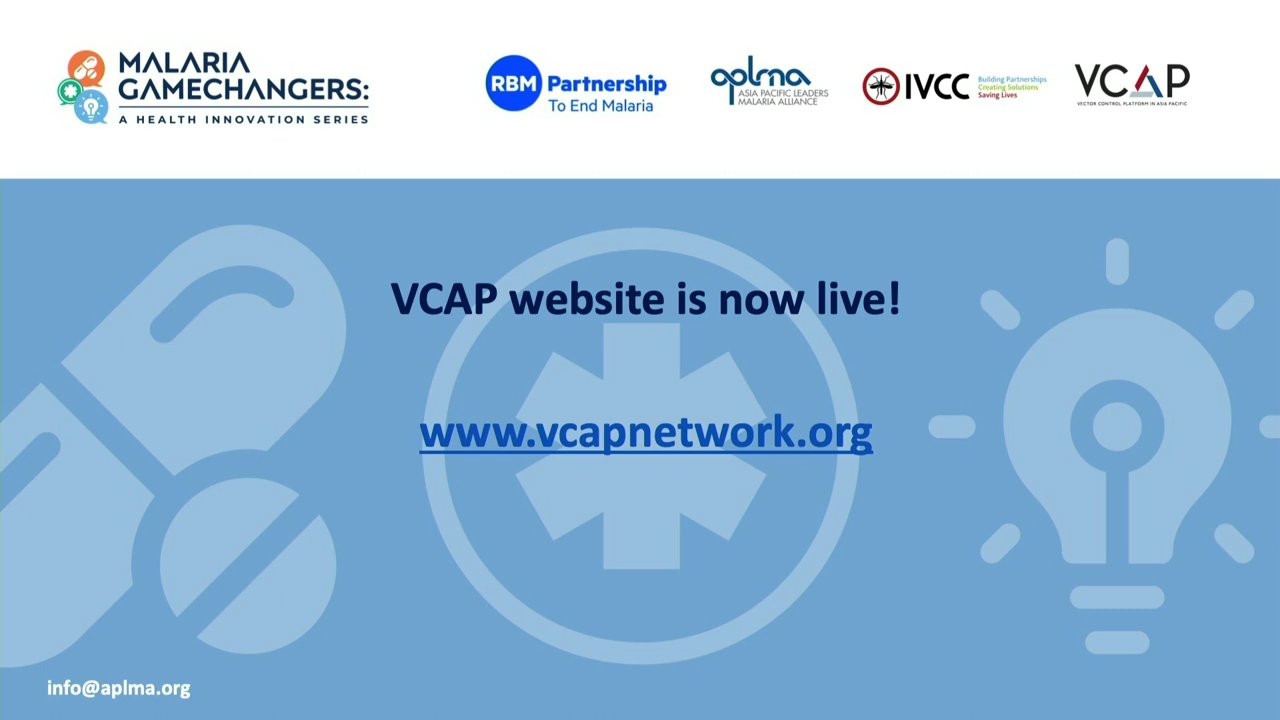 MALARIA
GAMECHANGERS:
A HEALTH INNOVATION SERIES
RBM Partnership
To End Malaria
aplma
ASIA PACIFIC LEADERS
MALARIA ALLIANCE
IVCC
Building Partnerships
Creating Solutions
Saving Lives
VCAP
VECTOR CONTROL PLATFORM IN ASIA PACIFIC
VCAP website is now live!
www.vcapnetwork.org
info@aplma.org